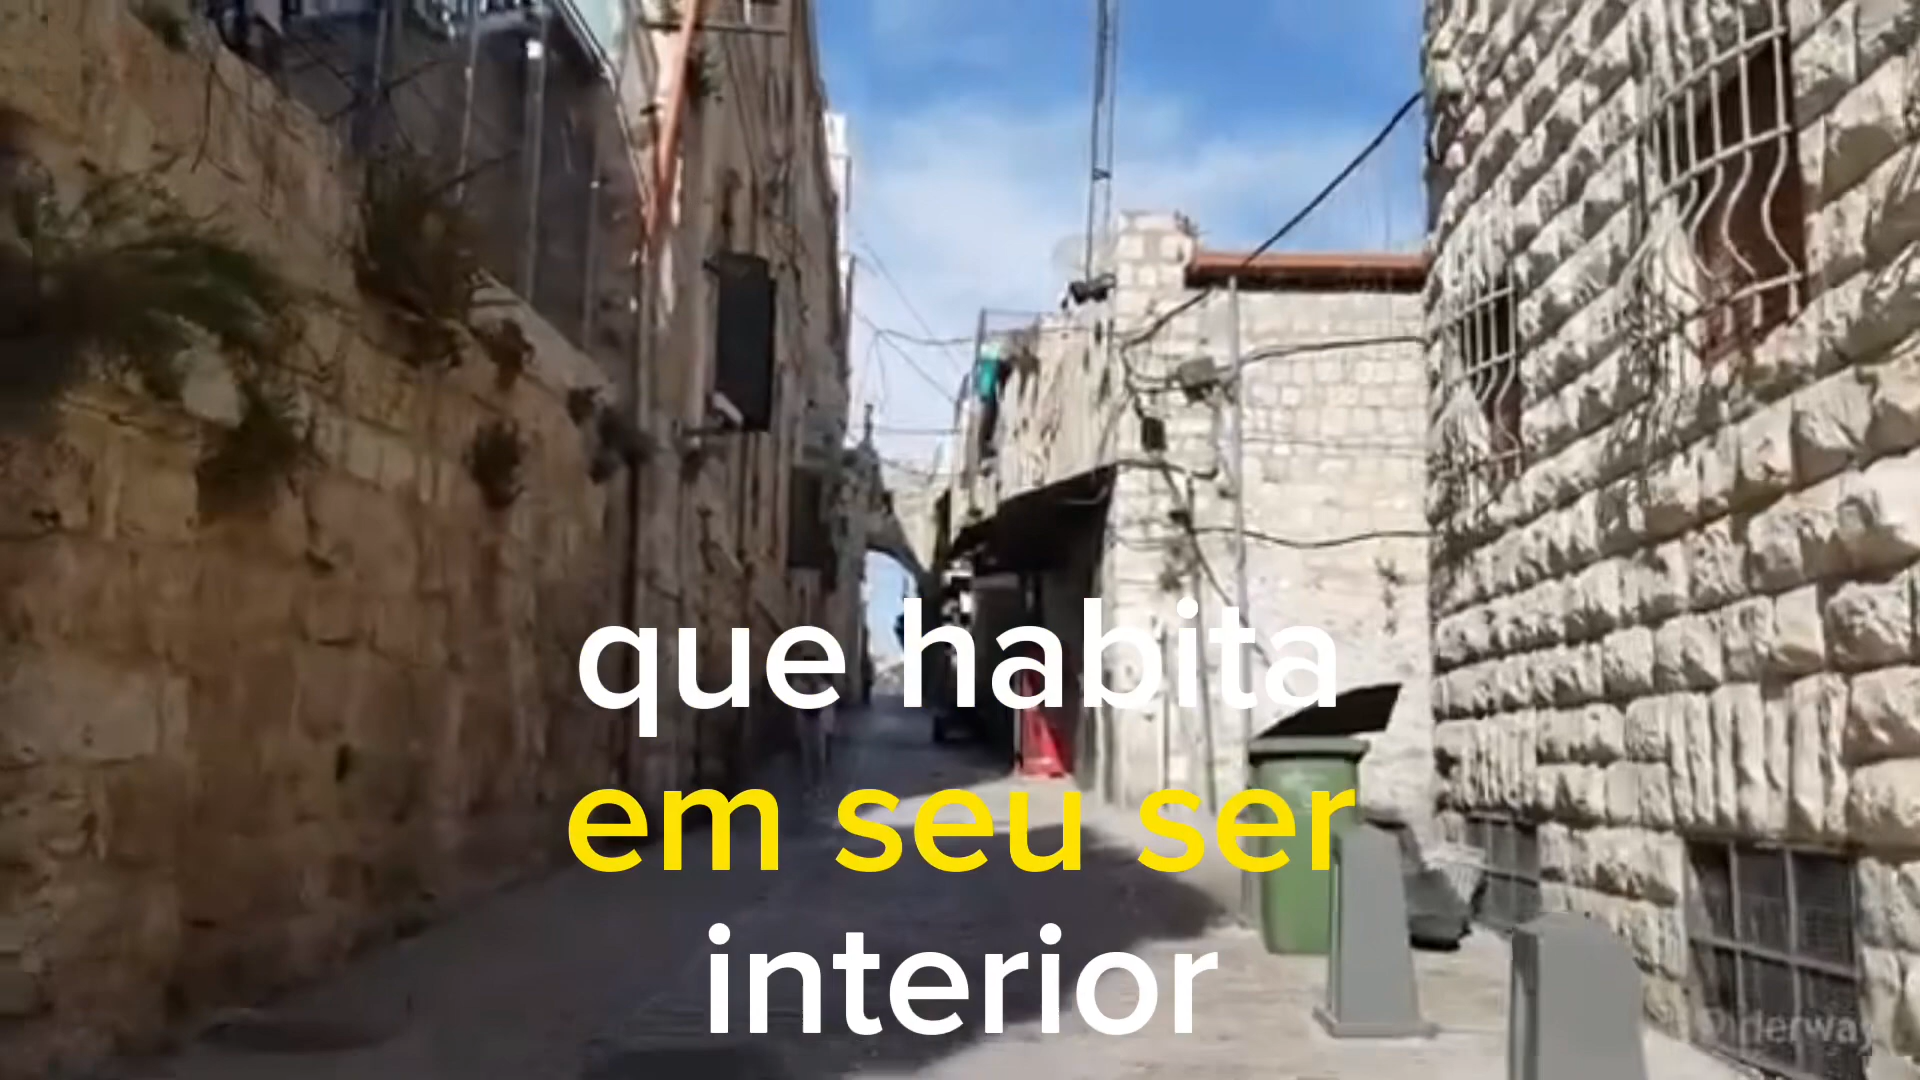 que habita
em seu ser
interior